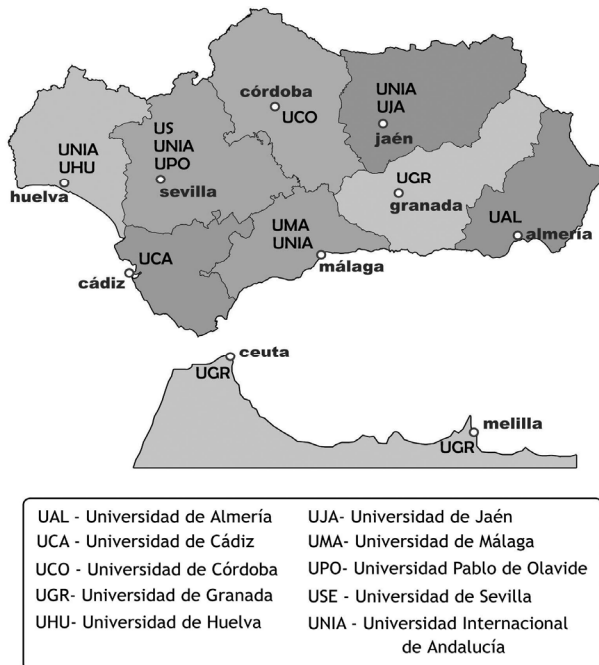 córdoba
UCO
UNIA
UJA
jaén
US
UNIA
UPO
sevilla
UNIA
UHU
huelva
UGR
granada
UAL
almería
UMA
UNIA
málaga
UCA
cádiz
ceuta
UGR
melilla
UGR
UAL - Universidad de Almería
UCA - Universidad de Cádiz
UCO - Universidad de Córdoba
UGR- Universidad de Granada
UHU- Universidad de Huelva
UJA- Universidad de Jaén
UMA- Universidad de Málaga
UPO- Universidad Pablo de Olavide
USE - Universidad de Sevilla
UNIA - Universidad Internacional
de Andalucía